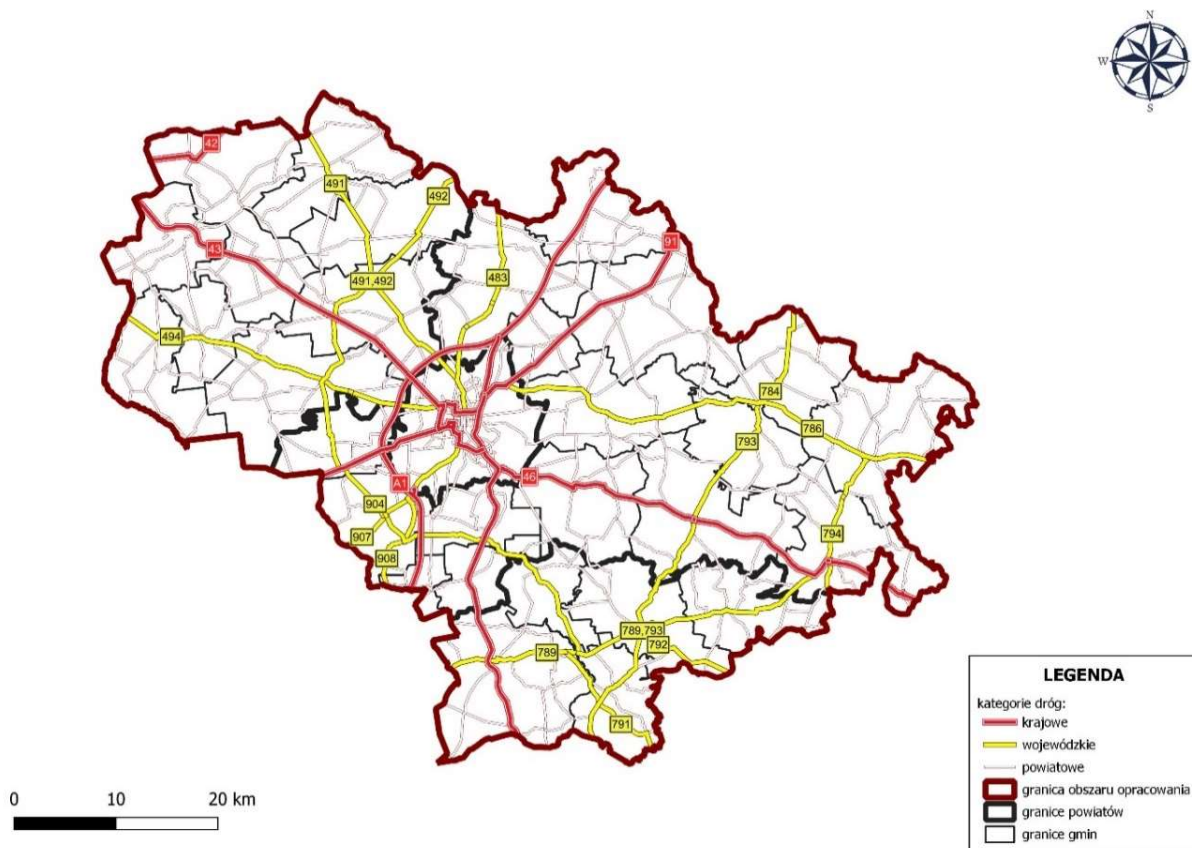 N
W
E
S
42
491
492
43
91
491,492
483
494
784
793
786
A1
46
904
907
908
794
789,793
792
789
791
LEGENDA
kategorie dróg:
krajowe
wojewódzkie
powiatowe
granica obszaru opracowania
granice powiatów
granice gmin
0 10 20 km